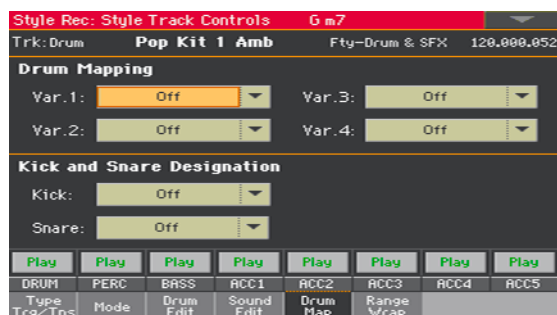 Style Rec: Style Track Controls G m7
Trk:Drum Pop Kit 1 Amb Fty-Drum & SFX 120.000.052
Drum Mapping
Var.1: Off Var.3: Off
Var.2: Off Var.4: Off
Kick and Snare Designation
Kick: Off
Snare: Off
Play Play Play Play Play Play Play Play
DRUM PERC BASS ACC1 ACC2 ACC3 ACC4 ACC5
Type Mode Drum Sound Drum Range
Trg/Tns Edit Edit Map Wrap